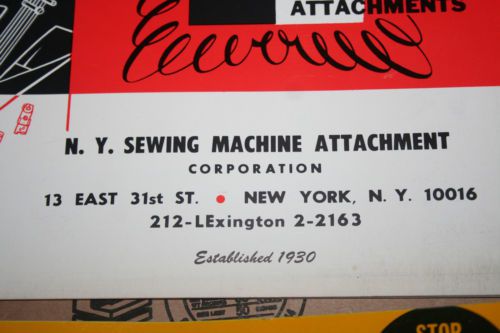 ATTACHMENTS
N. Y. SEWING MACHINE ATTACHMENT
CORPORATION
13 EAST 31st ST. • NEW YORK, N. Y. 10016
212-LExington 2-2163
Established 1930
STOP